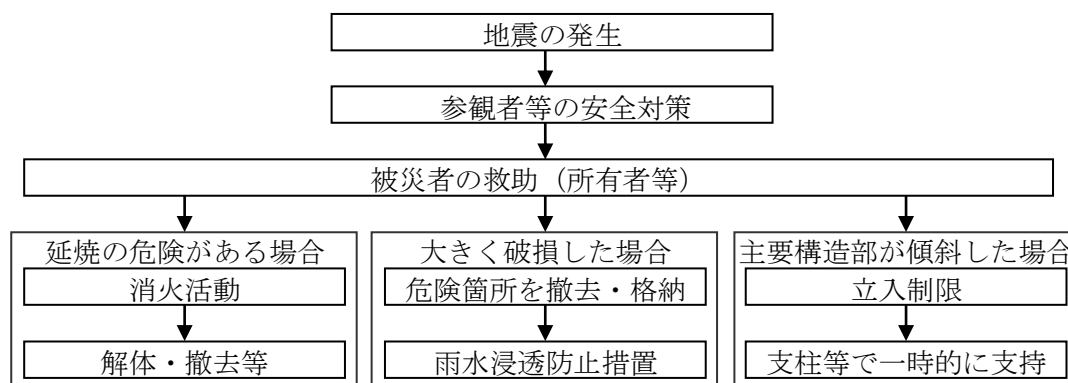 地震の発生
参観者等の安全対策
被災者の救助（所有者等）
延焼の危険がある場合
消火活動
解体・撤去等
大きく破損した場合
危険箇所を撤去・格納
雨水浸透防止措置
主要構造部が傾斜した場合
立入制限
支柱等で一時的に支持